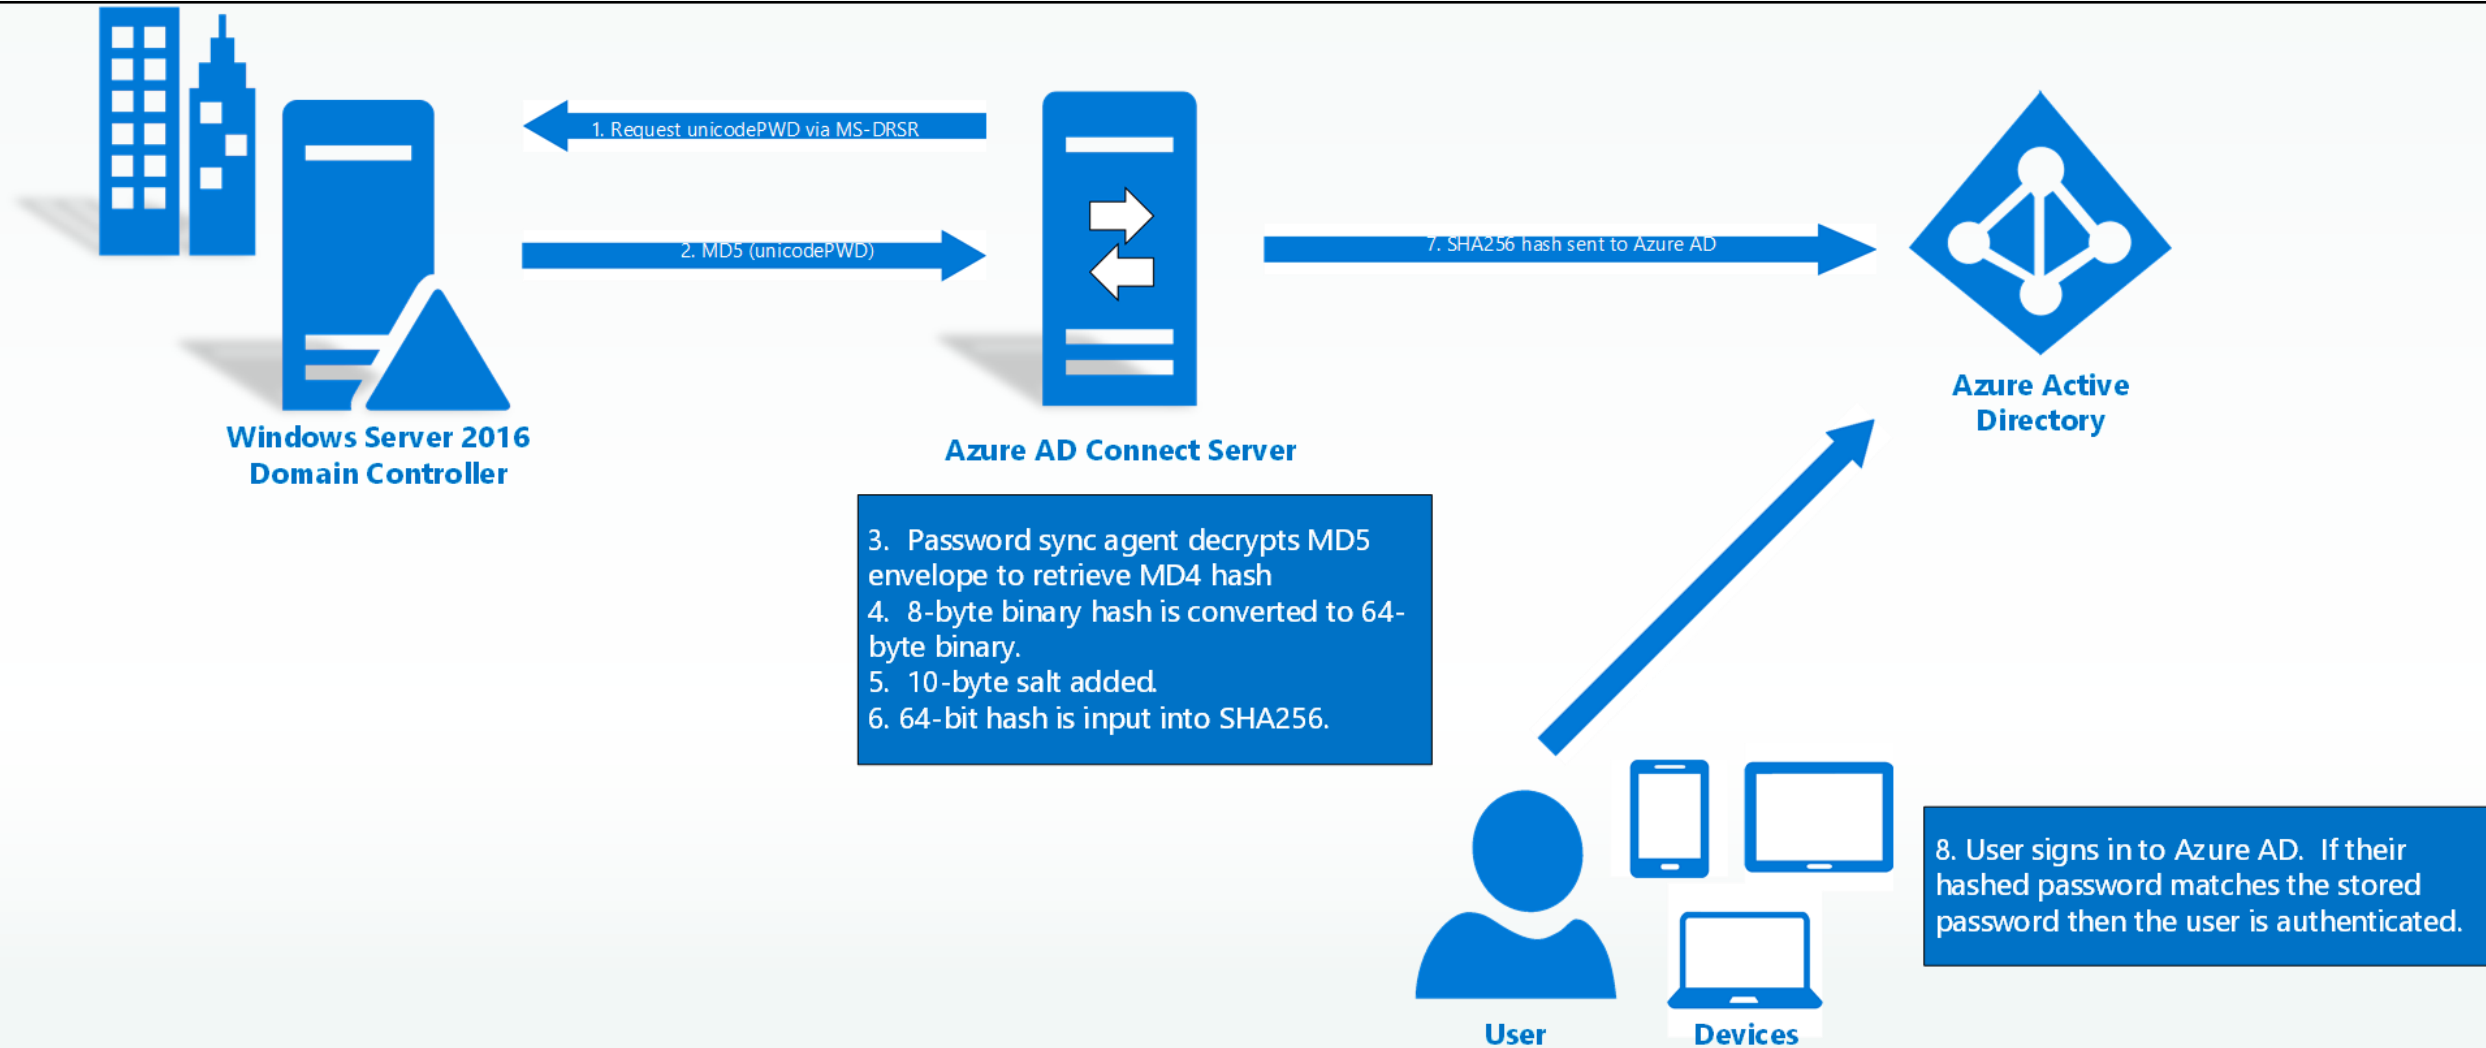 1. Request unicodePWD via MS-DRSR
2. MD5 (unicodePWD)
7. SHA256 hash sent to Azure AD
Windows Server 2016
Domain Controller
Azure AD Connect Server
Azure Active
Directory
3.  Password sync agent decrypts MD5
envelope to retrieve MD4 hash
4.  8-byte binary hash is converted to 64-
byte binary.
5.  10-byte salt added.
6. 64-bit hash is input into SHA256.
8. User signs in to Azure AD.  If their
hashed password matches the stored
password then the user is authenticated.
User
Devices